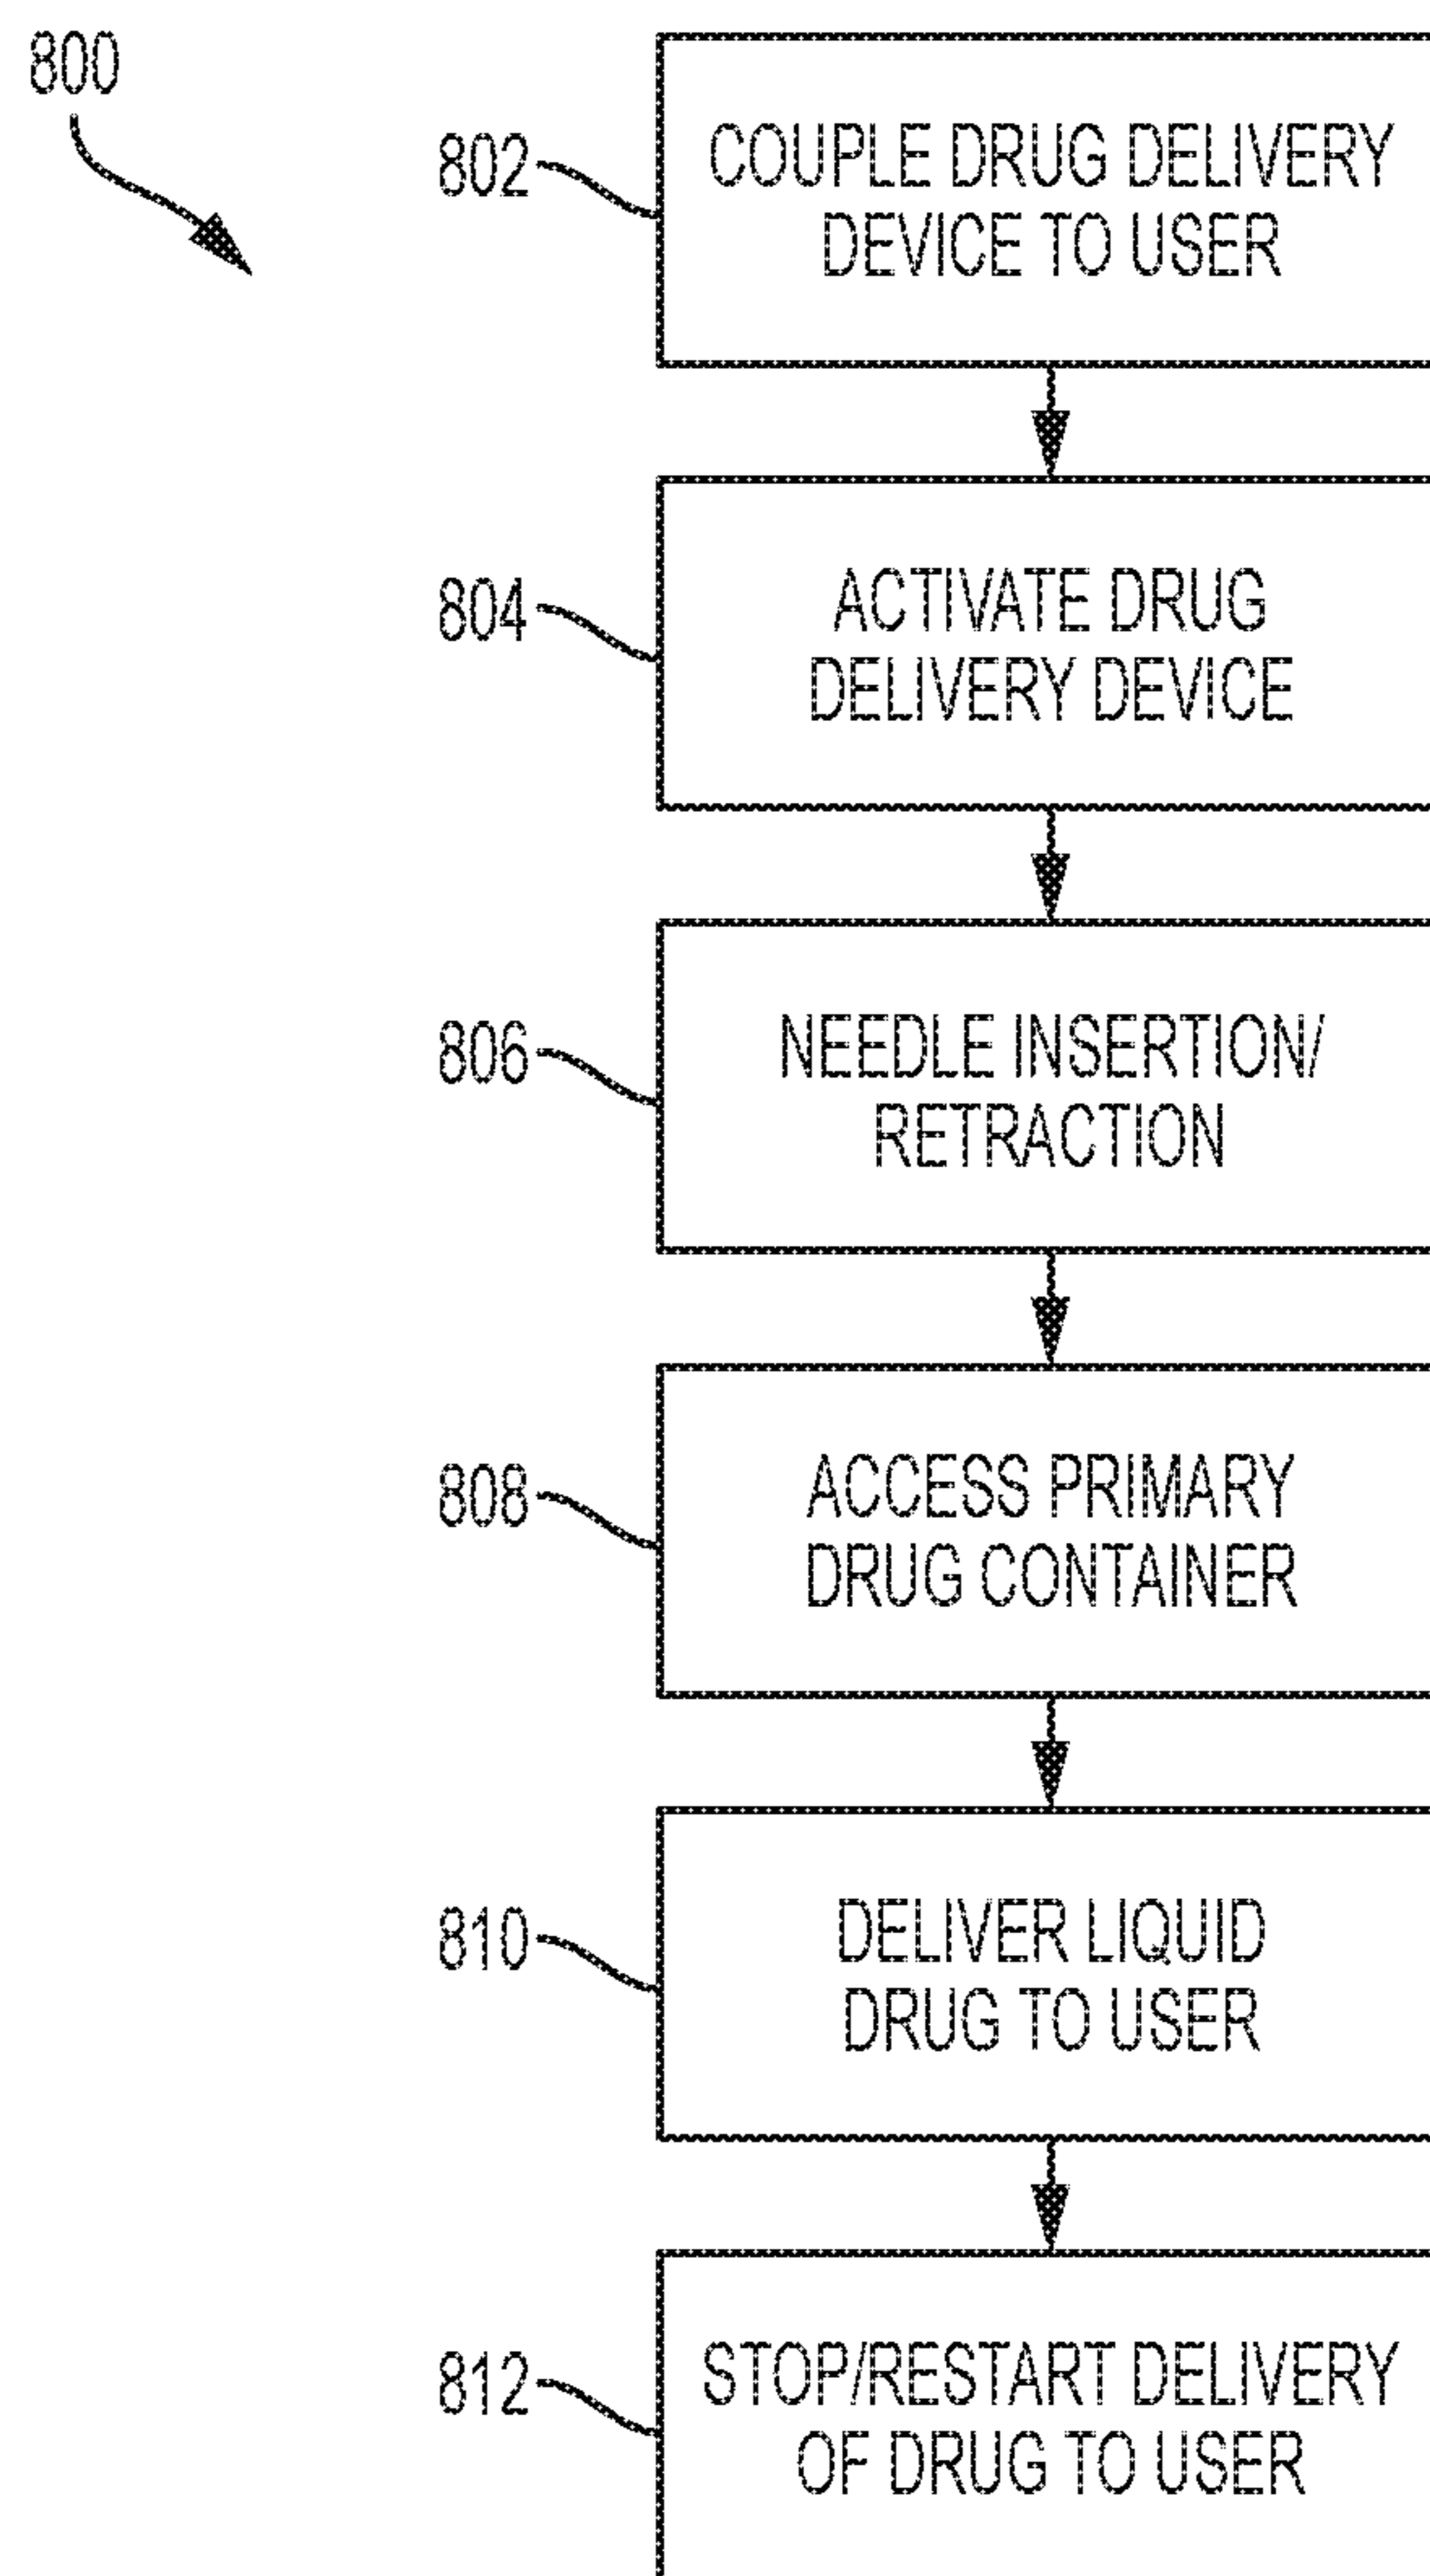 800
802
COUPLE DRUG DELIVERY
DEVICE TO USER
804
ACTIVATE DRUG
DELIVERY DEVICE
806
NEEDLE INSERTION/
RETRACTION
808
ACCESS PRIMARY
DRUG CONTAINER
810
DELIVER LIQUID
DRUG TO USER
812
STOP/RESTART DELIVERY
OF DRUG TO USER